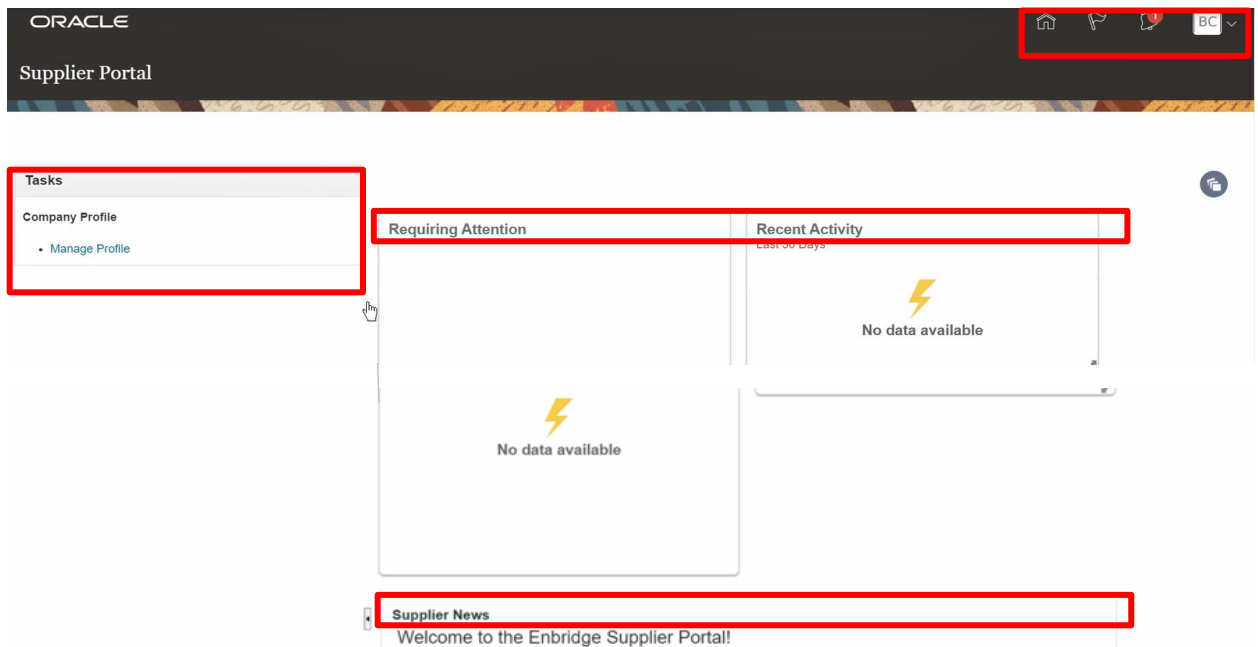 ORACLE
1
BC
Supplier Portal
Tasks
Company Profile
Manage Profile
Requiring Attention
Recent Activity
Last 30 Days
No data available
No data available
Supplier News
Welcome to the Enbridge Supplier Portal!